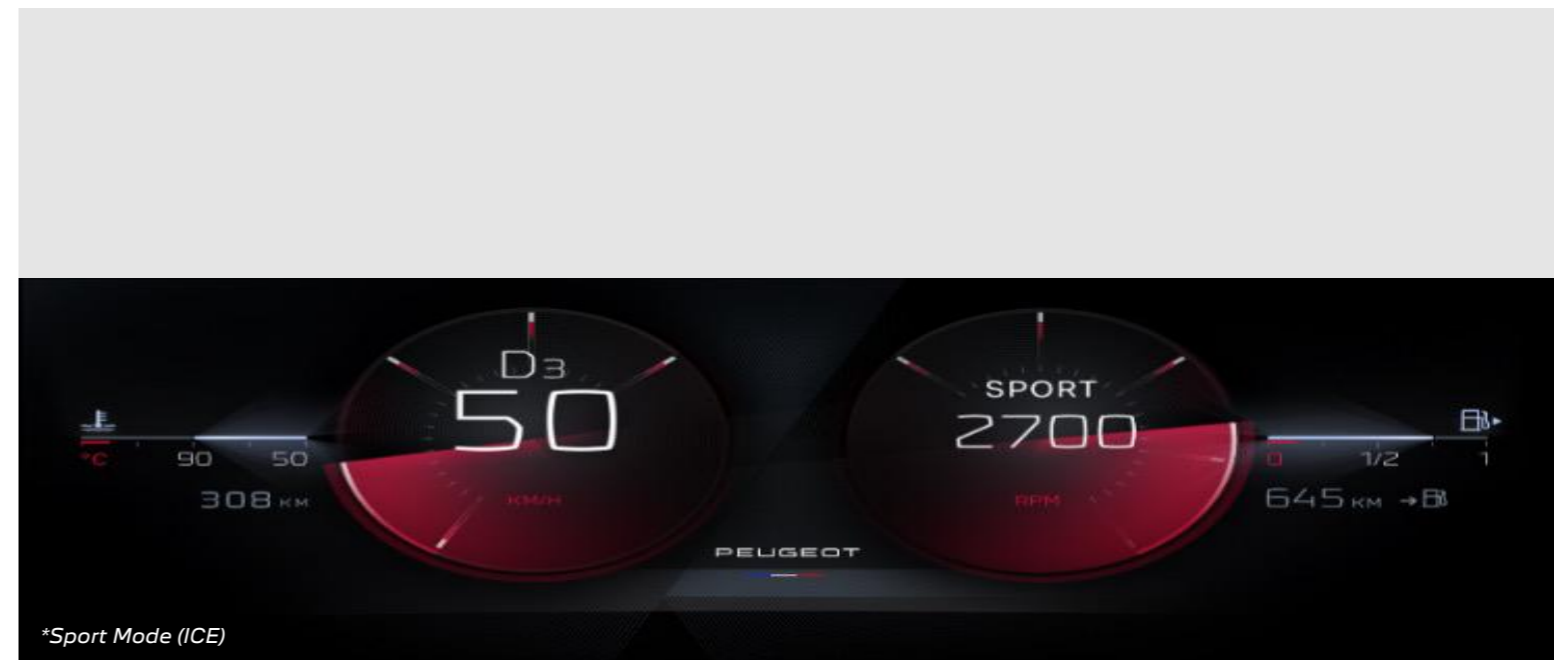 D3
50
KM/H
SPORT
2700
RPM
°C 90 50
308 KM
0 1/2 1
645 KM →
PEUGEOT
*Sport Mode (ICE)